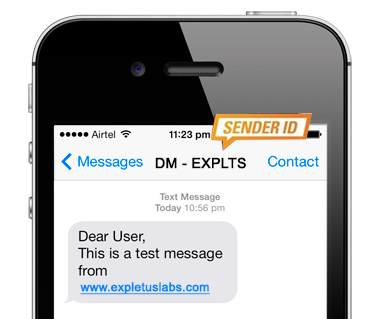 Airtel 11:23 pm
SENDER ID
Messages DM - EXPLTS Contact
Text Message
Today 10:56 pm
Dear User,
This is a test message
from
www.expletuslabs.com